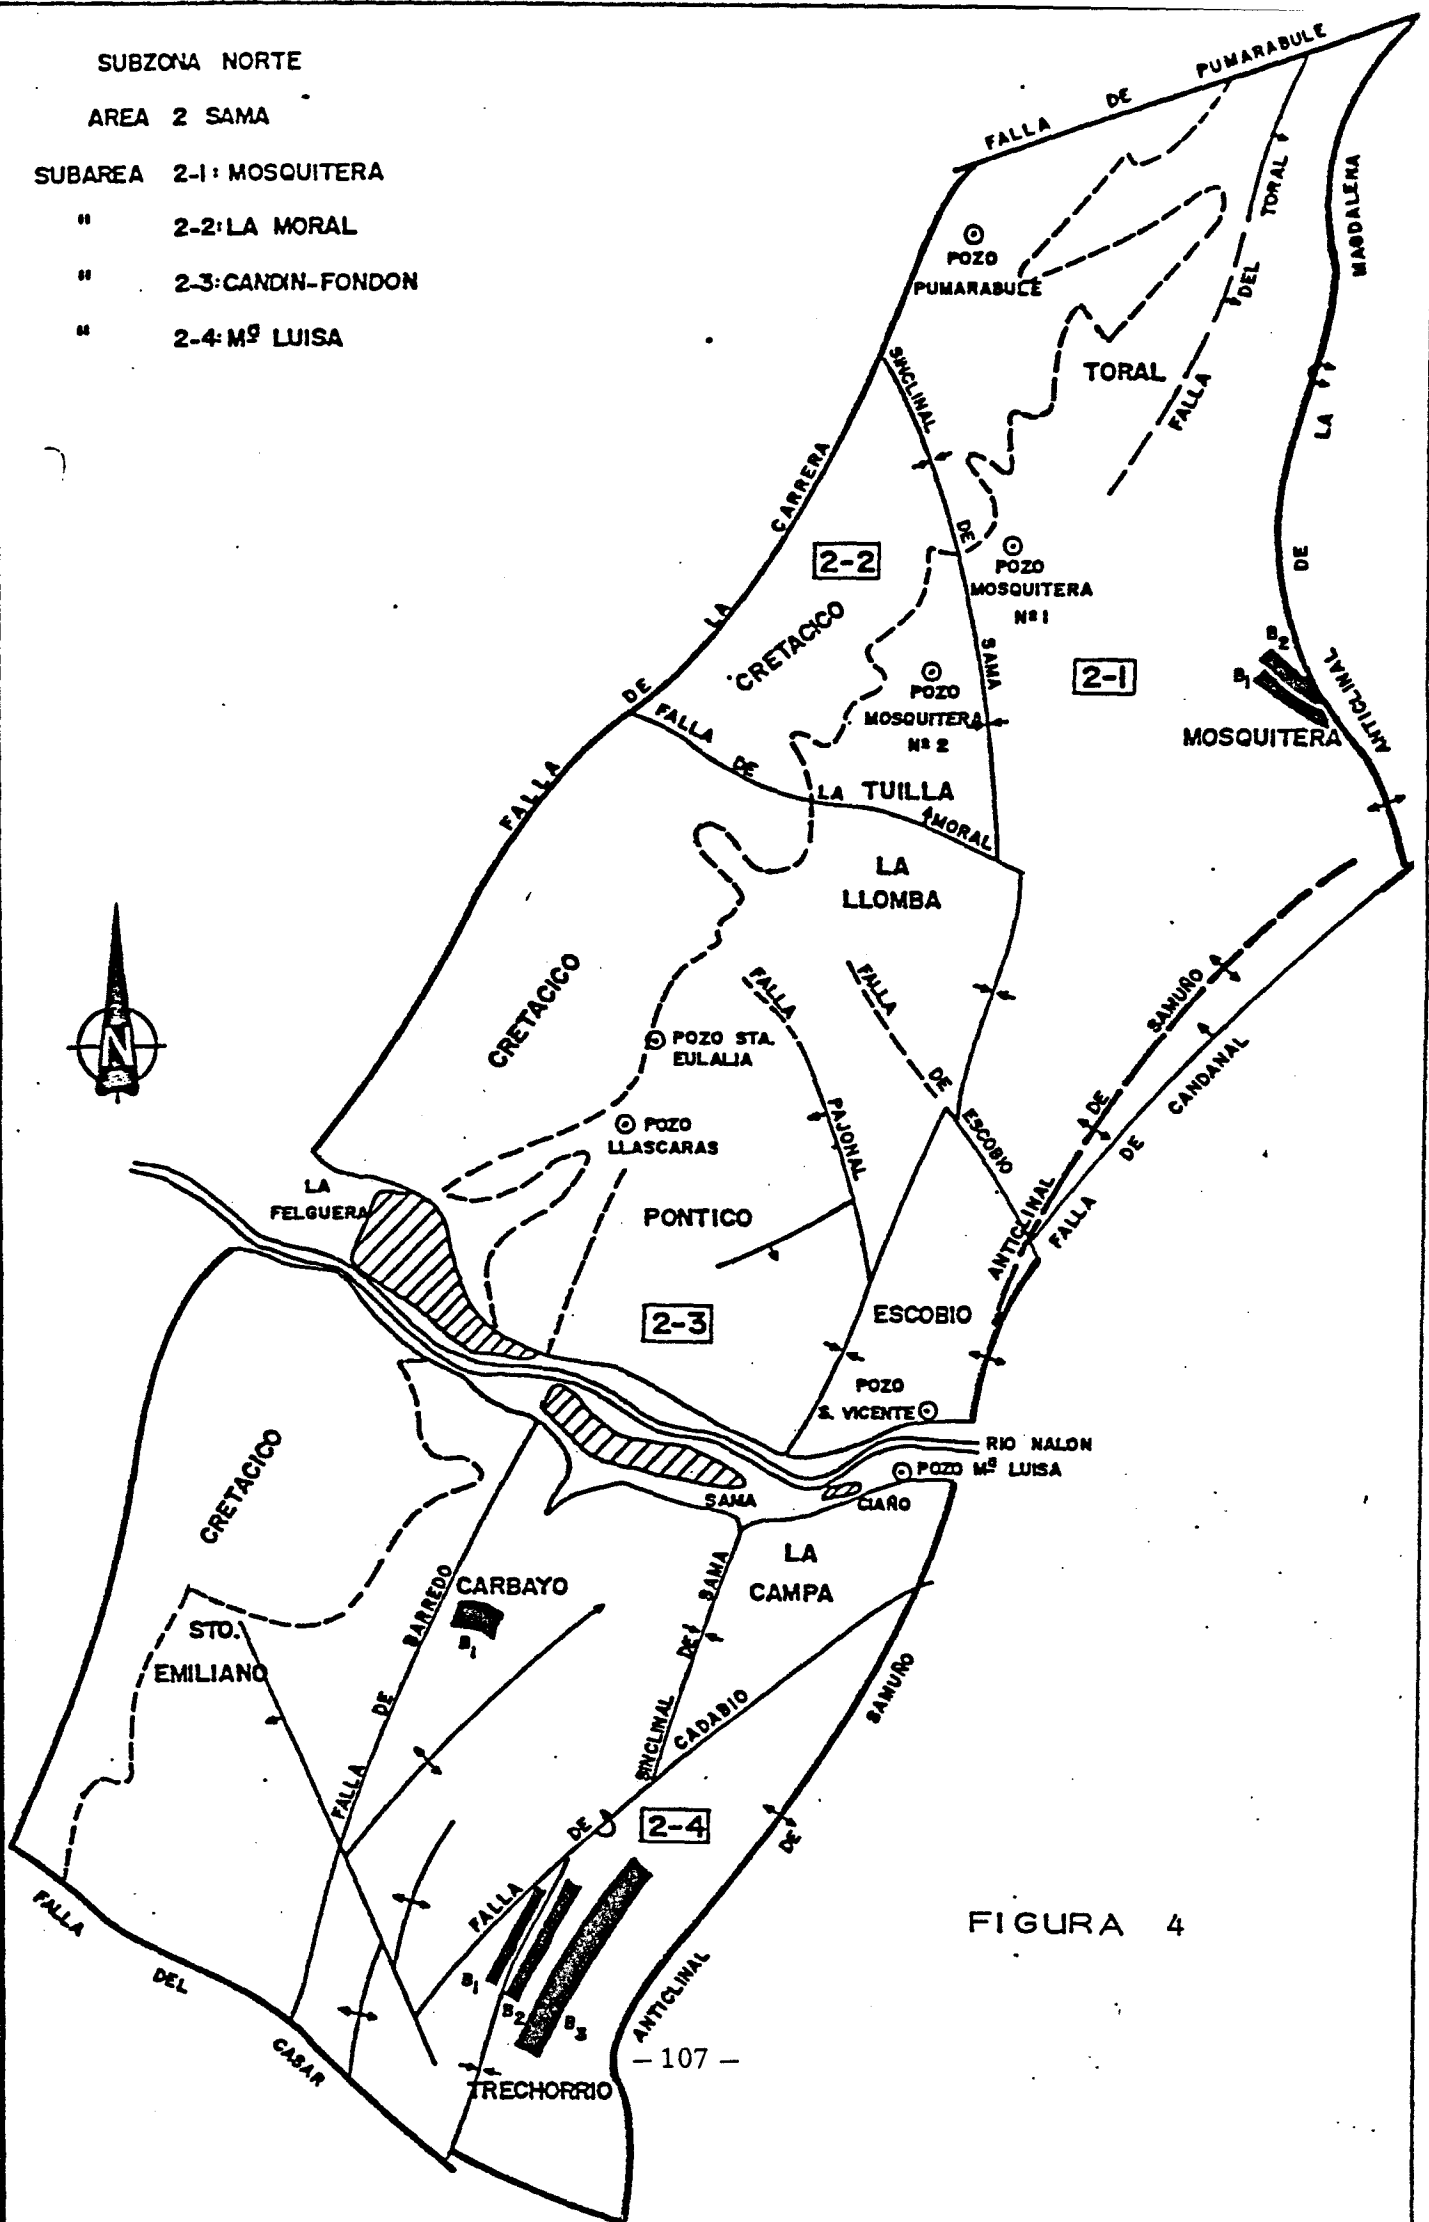 SUBZONA NORTE
AREA 2 SAMA
SUBAREA 2-1: MOSQUITERA
" 2-2: LA MORAL
" 2-3: CANDIN-FONDON
" 2-4: Mª LUISA
FALLA DE PUMARABULE
POZO
PUMARABULE
FALLA DEL TORAL
TORAL
ANTICLINAL DE LA MAGDALENA
SINCLINAL DE SAMA
FALLA DE LA CARRERA
2-2
CRETACICO
POZO
MOSQUITERA
Nº 1
2-1
POZO
MOSQUITERA
Nº 2
B2
B1
MOSQUITERA
FALLA DE LA MORAL
TUILLA
LA
LLOMBA
CRETACICO
FALLA PAJONAL
FALLA DE ESCOBIO
ANTICLINAL DE SAMUÑO
FALLA DE CANDANAL
N
POZO STA.
EULALIA
POZO
LLASCARAS
LA
FELGUERA
PONTICO
2-3
ESCOBIO
POZO
S. VICENTE
RIO NALON
POZO Mª LUISA
SAMA
CIAÑO
CRETACICO
LA
CAMPA
CARBAYO
B1
STO.
EMILIANO
FALLA DE BARREDO
SINCLINAL DE SAMA
FALLA DE CADABIO
2-4
ANTICLINAL DE SAMUÑO
B1
B2
B3
FALLA DEL CASAR
TRECHORRIO
FIGURA 4
- 107 -